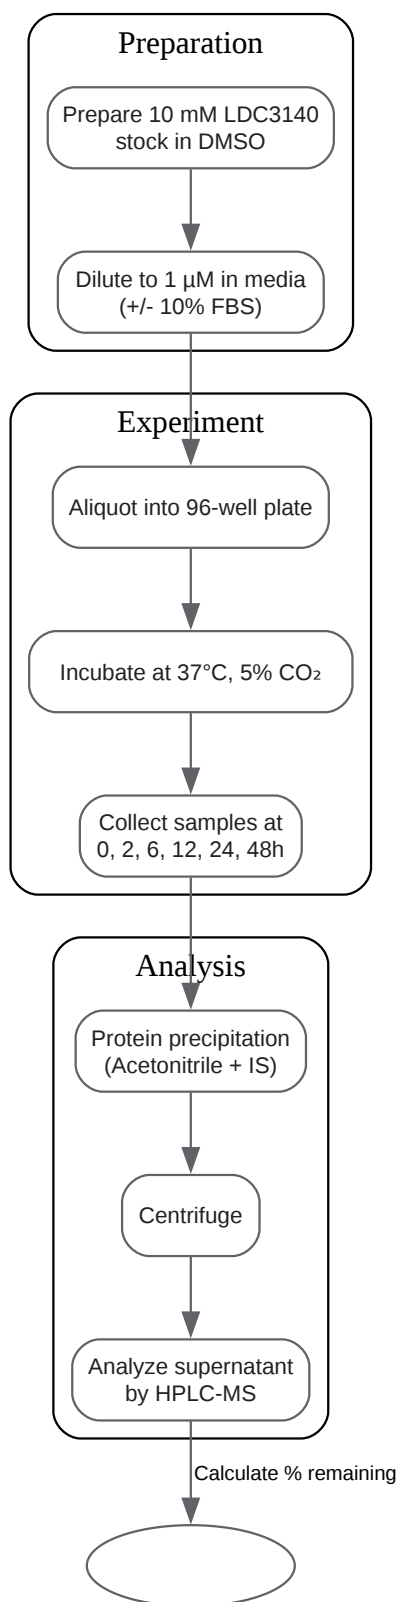 Preparation
Prepare 10 mM LDC3140
stock in DMSO
Dilute to 1 µM in media
(+/- 10% FBS)
Experiment
Aliquot into 96-well plate
Incubate at 37°C, 5% CO₂
Collect samples at
0, 2, 6, 12, 24, 48h
Analysis
Protein precipitation
(Acetonitrile + IS)
Centrifuge
Analyze supernatant
by HPLC-MS
Calculate % remaining